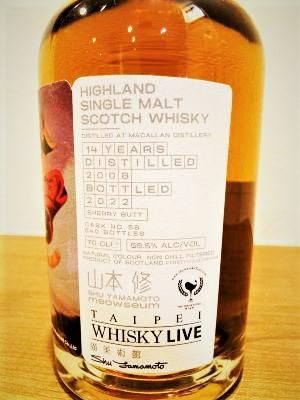 HIGHLAND
SINGLE MALT
SCOTCH WHISKY
DISTILLED AT MACALLAN DISTILLERY
14 YEARS
DISTILLED
2008
BOTTLED
2022
SHERRY BUTT
CASK NO. 58
640 BOTTLES
70 CL
59.5% ALC/VOL
NATURAL COLOUR NON CHILL FILTERED
PRODUCT OF SCOTLAND
山本 修
SHU YAMAMOTO
meowseum
TAIPEI
WHISKY LIVE
Shu Yamamoto